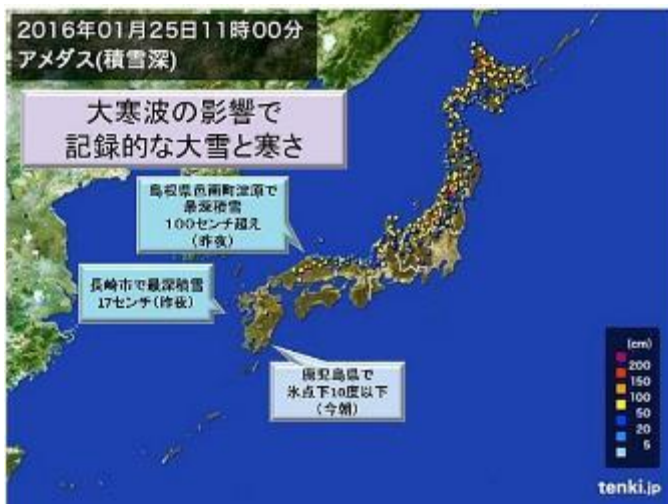 2016年01月25日11時00分
アメダス(積雪深)
大寒波の影響で
記録的な大雪と寒さ
島根県邑南町瑞原で
最深積雪
100センチ超え
(昨夜)
長崎市で最深積雪
17センチ(昨夜)
鹿児島県で
氷点下10度以下
(今朝)
(cm)
200
150
100
50
20
5
tenki.jp